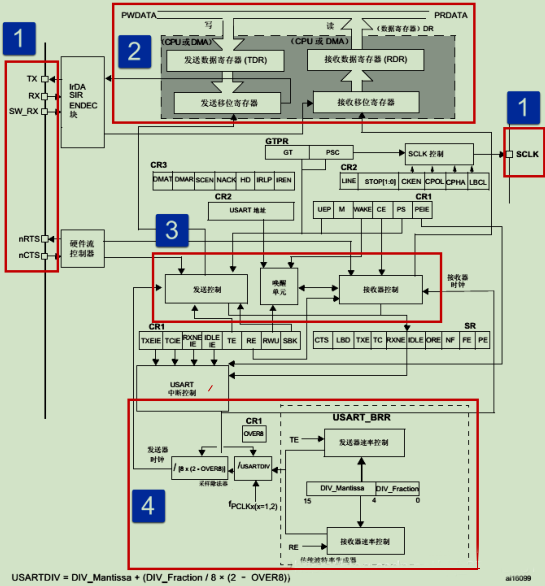 PWDATA
PRDATA
1
2
写
读
(数据寄存器) DR
(CPU 或 DMA)
(CPU 或 DMA)
发送数据寄存器 (TDR)
接收数据寄存器 (RDR)
TX
RX
SW_RX
IrDA
SIR
ENDEC
块
发送移位寄存器
接收移位寄存器
1
GTPR
GT
PSC
SCLK 控制
SCLK
CR3
DMAT
DMAR
SCEN
NACK
HD
IRLP
IREN
CR2
LINE
STOP[1:0]
CKEN
CPOL
CPHA
LBCL
CR2
USART 地址
CR1
UEP
M
WAKE
CE
PS
PEIE
nRTS
nCTS
硬件流
控制器
3
发送控制
唤醒
单元
接收器控制
接收器
时钟
CR1
TXEIE
TCIE
RXNE
IE
IDLE
IE
TE
RE
RWU
SBK
SR
CTS
LBD
TXE
TC
RXNE
IDLE
ORE
NF
FE
PE
USART
中断控制
/
USART_BRR
CR1
OVER8
发送器
时钟
TE
发送器速率控制
/ [8 x (2 - OVER8)]
/USARTDIV
采样除法器
DIV_Mantissa
DIV_Fraction
15
4
0
4
fPCLKx(x=1,2)
RE
接收器速率控制
传统波特率生成器
USARTDIV = DIV_Mantissa + (DIV_Fraction / 8 × (2 - OVER8))
ai16099